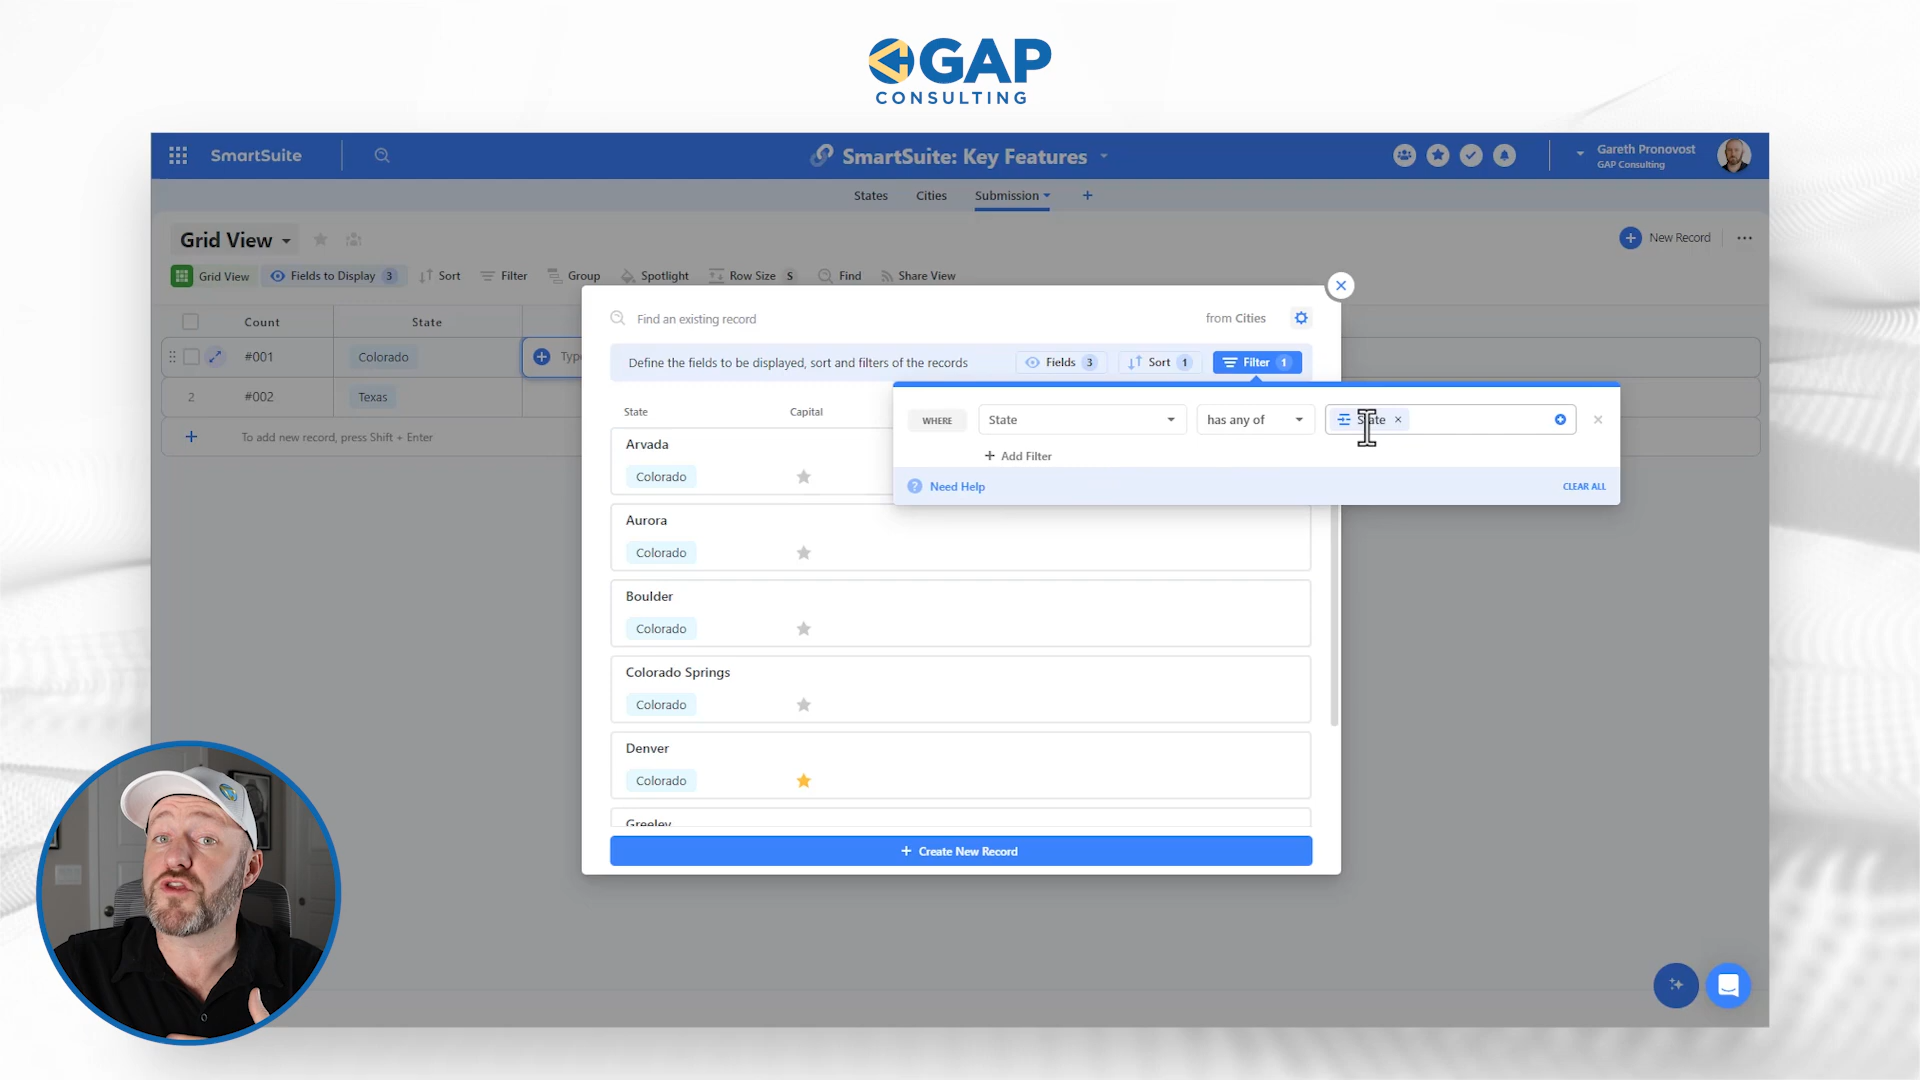 GAP
CONSULTING
SmartSuite
SmartSuite: Key Features
Gareth Pronovost
GAP Consulting
States
Cities
Submission
Grid View
New Record
Grid View
Fields to Display 3
Sort
Filter
Group
Spotlight
Row Size S
Find
Share View
Count
State
#001
Colorado
2
#002
Texas
To add new record, press Shift + Enter
Find an existing record
from Cities
Define the fields to be displayed, sort and filters of the records
Fields 3
Sort 1
Filter 1
WHERE
State
has any of
State
Add Filter
Need Help
CLEAR ALL
State
Capital
Arvada
Colorado
Aurora
Colorado
Boulder
Colorado
Colorado Springs
Colorado
Denver
Colorado
Greeley
Create New Record